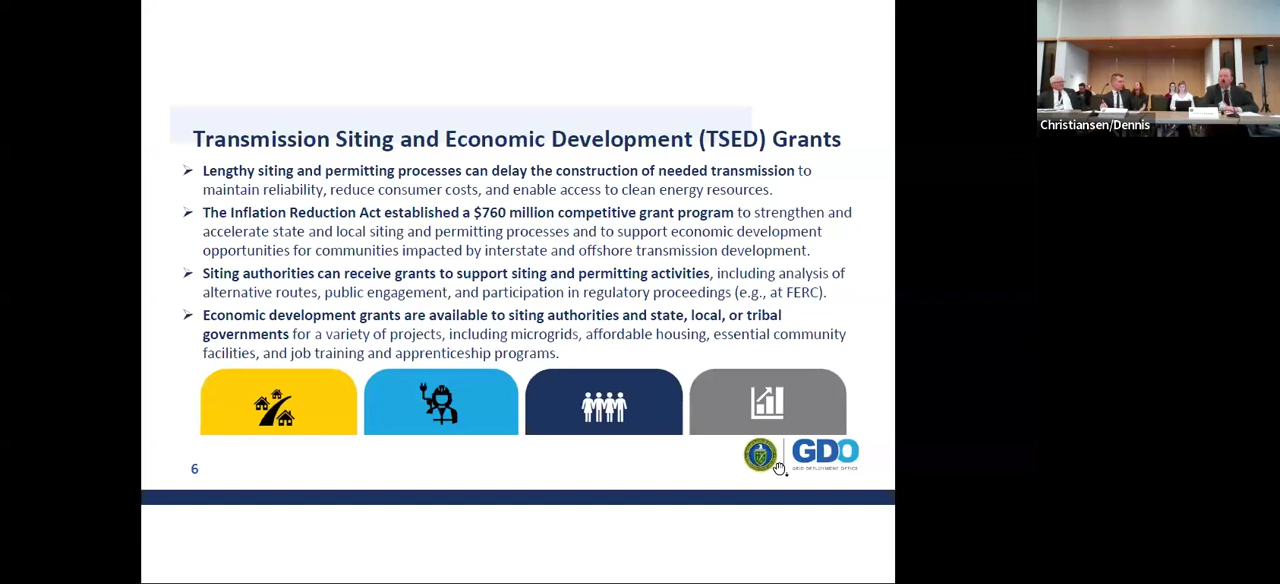 Transmission Siting and Economic Development (TSED) Grants
Lengthy siting and permitting processes can delay the construction of needed transmission to
maintain reliability, reduce consumer costs, and enable access to clean energy resources.
The Inflation Reduction Act established a $760 million competitive grant program to strengthen and
accelerate state and local siting and permitting processes and to support economic development
opportunities for communities impacted by interstate and offshore transmission development.
Siting authorities can receive grants to support siting and permitting activities, including analysis of
alternative routes, public engagement, and participation in regulatory proceedings (e.g., at FERC).
Economic development grants are available to siting authorities and state, local, or tribal
governments for a variety of projects, including microgrids, affordable housing, essential community
facilities, and job training and apprenticeship programs.
GDO
GRID DEPLOYMENT OFFICE
6
Christiansen/Dennis